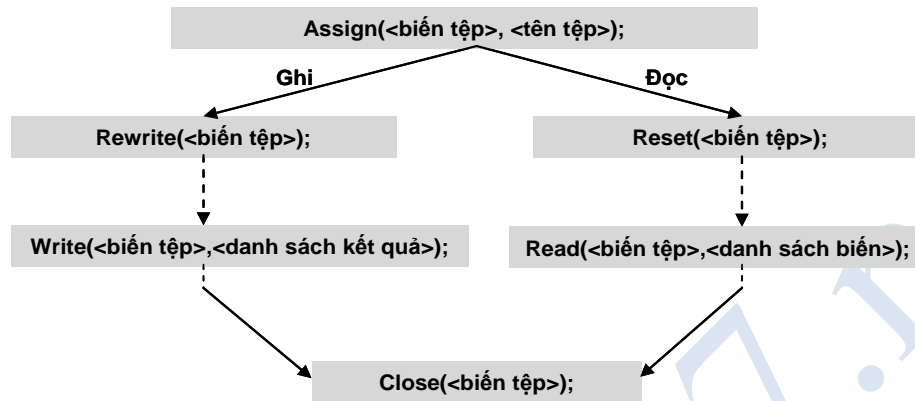 Assign(<biến tệp>, <tên tệp>);
Ghi
Đọc
Rewrite(<biến tệp>);
Reset(<biến tệp>);
Write(<biến tệp>,<danh sách kết quả>);
Read(<biến tệp>,<danh sách biến>);
Close(<biến tệp>);